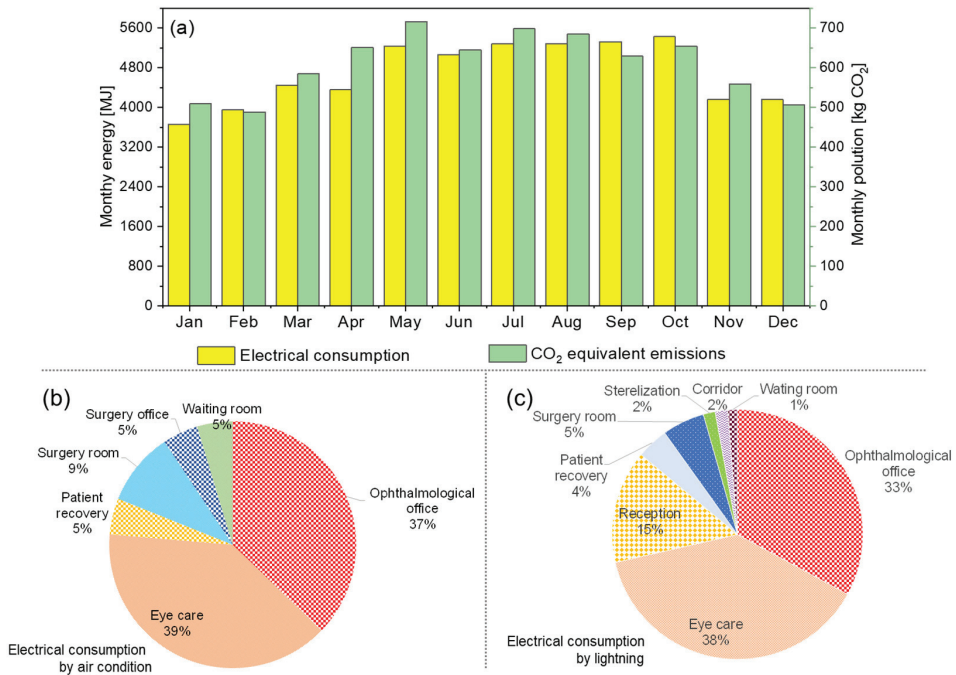 (a)
Monthy energy [MJ]
5600
4800
4000
3200
2400
1600
800
0
Monthly polution [kg CO₂]
700
600
500
400
300
200
100
0
Jan Feb Mar Apr May Jun Jul Aug Sep Oct Nov Dec
Electrical consumption
CO₂ equivalent emissions
(b)
Waiting room
5%
Surgery office
5%
Surgery room
9%
Patient
recovery
5%
Ophthalmological
office
37%
Eye care
39%
Electrical consumption
by air condition
(c)
Sterelization
2%
Corridor
2%
Wating room
1%
Surgery room
5%
Patient
recovery
4%
Reception
15%
Ophthalmological
office
33%
Eye care
38%
Electrical consumption
by lightning